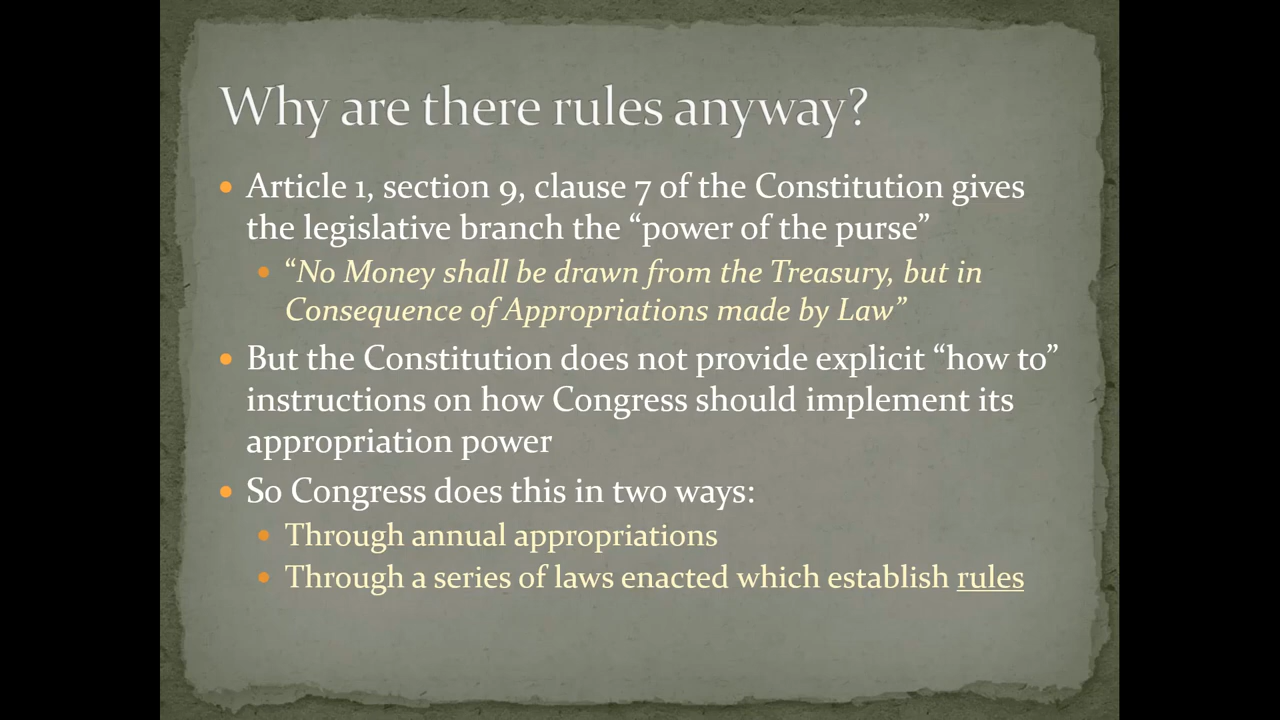 Why are there rules anyway?
Article 1, section 9, clause 7 of the Constitution gives
the legislative branch the “power of the purse”
“No Money shall be drawn from the Treasury, but in
Consequence of Appropriations made by Law”
But the Constitution does not provide explicit “how to”
instructions on how Congress should implement its
appropriation power
So Congress does this in two ways:
Through annual appropriations
Through a series of laws enacted which establish rules